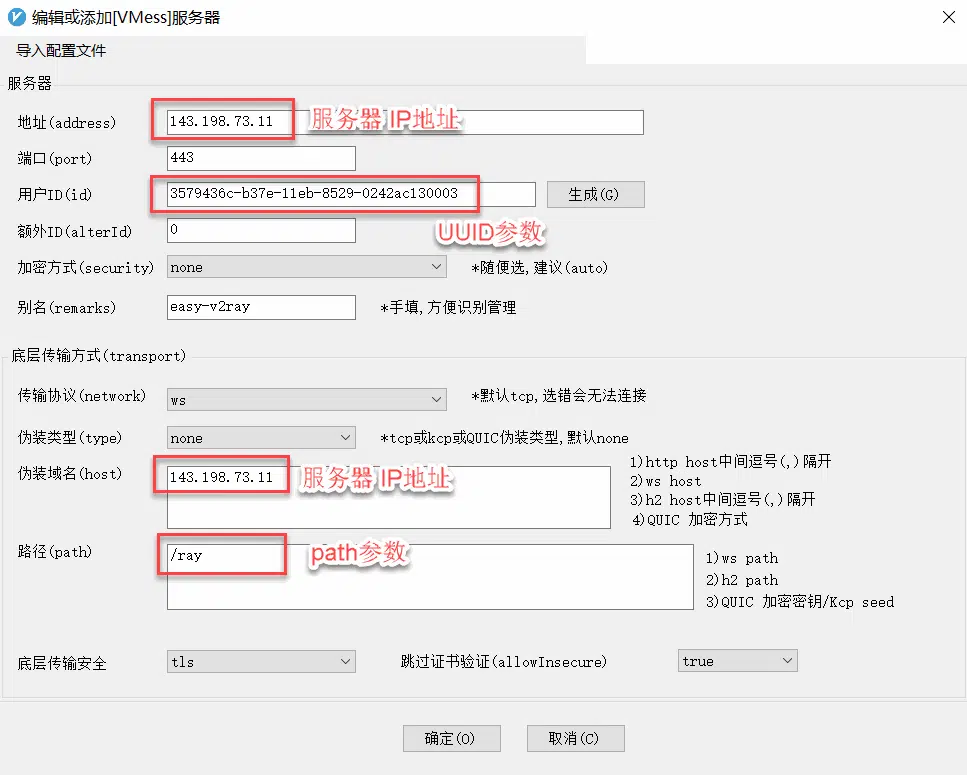 编辑或添加[VMess]服务器
导入配置文件
服务器
地址(address) 143.198.73.11 服务器 IP地址
端口(port) 443
用户ID(id) 3579436c-b37e-11eb-8529-0242ac130003 生成(G)
额外ID(alterId) 0 UUID参数
加密方式(security) none *随便选,建议(auto)
别名(remarks) easy-v2ray *手填,方便识别管理
底层传输方式(transport)
传输协议(network) ws *默认tcp,选错会无法连接
伪装类型(type) none *tcp或kcp或QUIC伪装类型,默认none
伪装域名(host) 143.198.73.11 服务器 IP地址
1)http host中间逗号(,)隔开
2)ws host
3)h2 host中间逗号(,)隔开
4)QUIC 加密方式
路径(path) /ray path参数
1)ws path
2)h2 path
3)QUIC 加密密钥/Kcp seed
底层传输安全 tls 跳过证书验证(allowInsecure) true
确定(O) 取消(C)